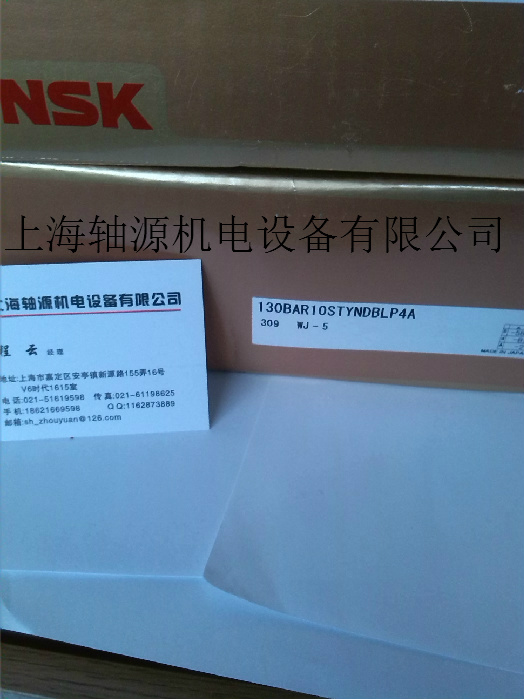 NSK
上海轴源机电设备有限公司
上海轴源机电设备有限公司
程 云 经理
地址:上海市嘉定区安亭镇新源路155弄16号
V6时代1615室
电话:021-51619598 传真:021-61198625
手机:18621669598 QQ:1162873889
邮箱:sh_zhouyuan@126.com
130BAR10STYNDBLP4A
309 WJ-5
MADE IN JAPAN